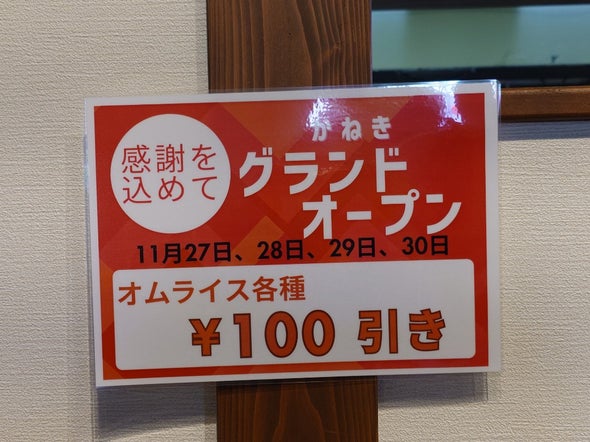 感謝を
込めて
かねき
グランド
オープン
11月27日、28日、29日、30日
オムライス各種
¥100 引き